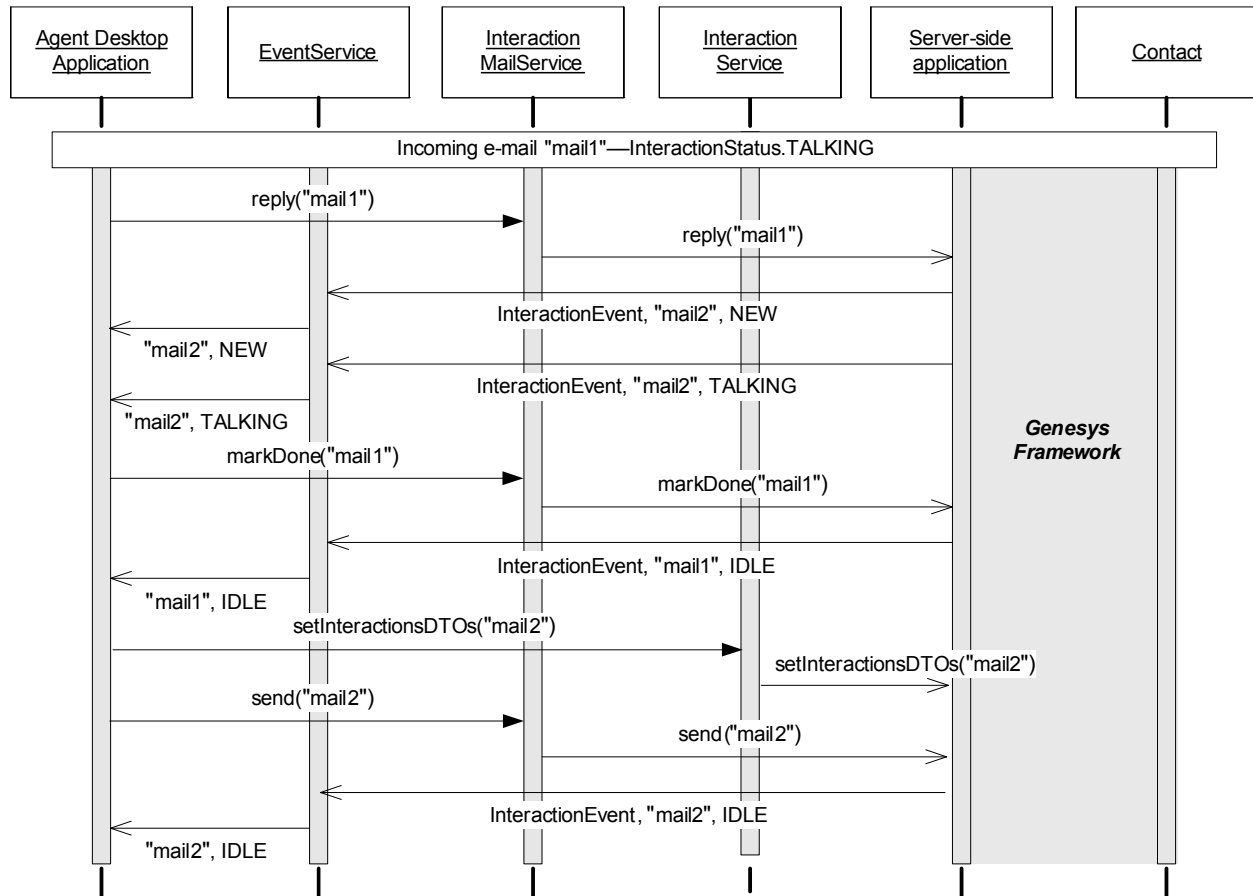 Agent Desktop
Application
EventService
Interaction
MailService
Interaction
Service
Server-side
application
Contact
Incoming e-mail "mail1"—InteractionStatus.TALKING
reply("mail1")
reply("mail1")
InteractionEvent, "mail2", NEW
"mail2", NEW
InteractionEvent, "mail2", TALKING
"mail2", TALKING
Genesys
Framework
markDone("mail1")
markDone("mail1")
InteractionEvent, "mail1", IDLE
"mail1", IDLE
setInteractionsDTOs("mail2")
setInteractionsDTOs("mail2")
send("mail2")
send("mail2")
InteractionEvent, "mail2", IDLE
"mail2", IDLE